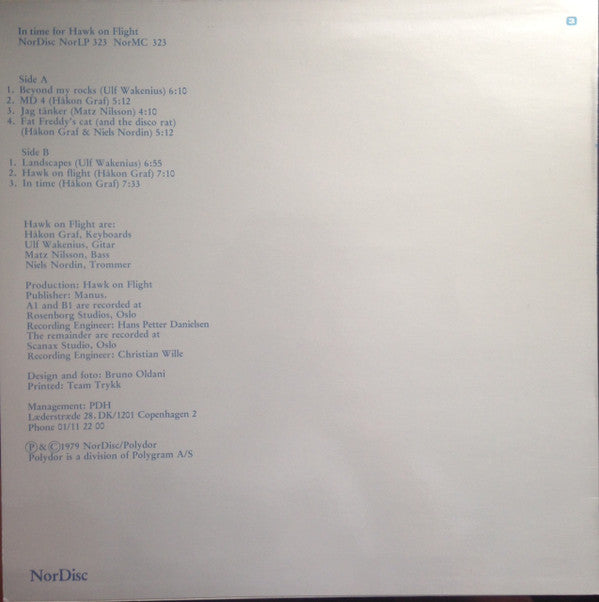 3
In time for Hawk on Flight
NorDisc NorLP 323 NorMC 323
Side A
1. Beyond my rocks (Ulf Wakenius) 6:10
2. MD 4 (Håkon Graf) 5:12
3. Jag tänker (Matz Nilsson) 4:10
4. Fat Freddy's cat (and the disco rat)
(Håkon Graf & Niels Nordin) 5:12
Side B
1. Landscapes (Ulf Wakenius) 6:55
2. Hawk on flight (Håkon Graf) 7:10
3. In time (Håkon Graf) 7:33
Hawk on Flight are:
Håkon Graf, Keyboards
Ulf Wakenius, Gitar
Matz Nilsson, Bass
Niels Nordin, Trommer
Production: Hawk on Flight
Publisher: Manus.
A1 and B1 are recorded at
Rosenborg Studios, Oslo
Recording Engineer: Hans Petter Danielsen
The remainder are recorded at
Scanax Studio, Oslo
Recording Engineer: Christian Wille
Design and foto: Bruno Oldani
Printed: Team Trykk
Management: PDH
Læderstræde 28. DK/1201 Copenhagen 2
Phone 01/11 22 00
Ⓟ&Ⓒ1979 NorDisc/Polydor
Polydor is a division of Polygram A/S
NorDisc